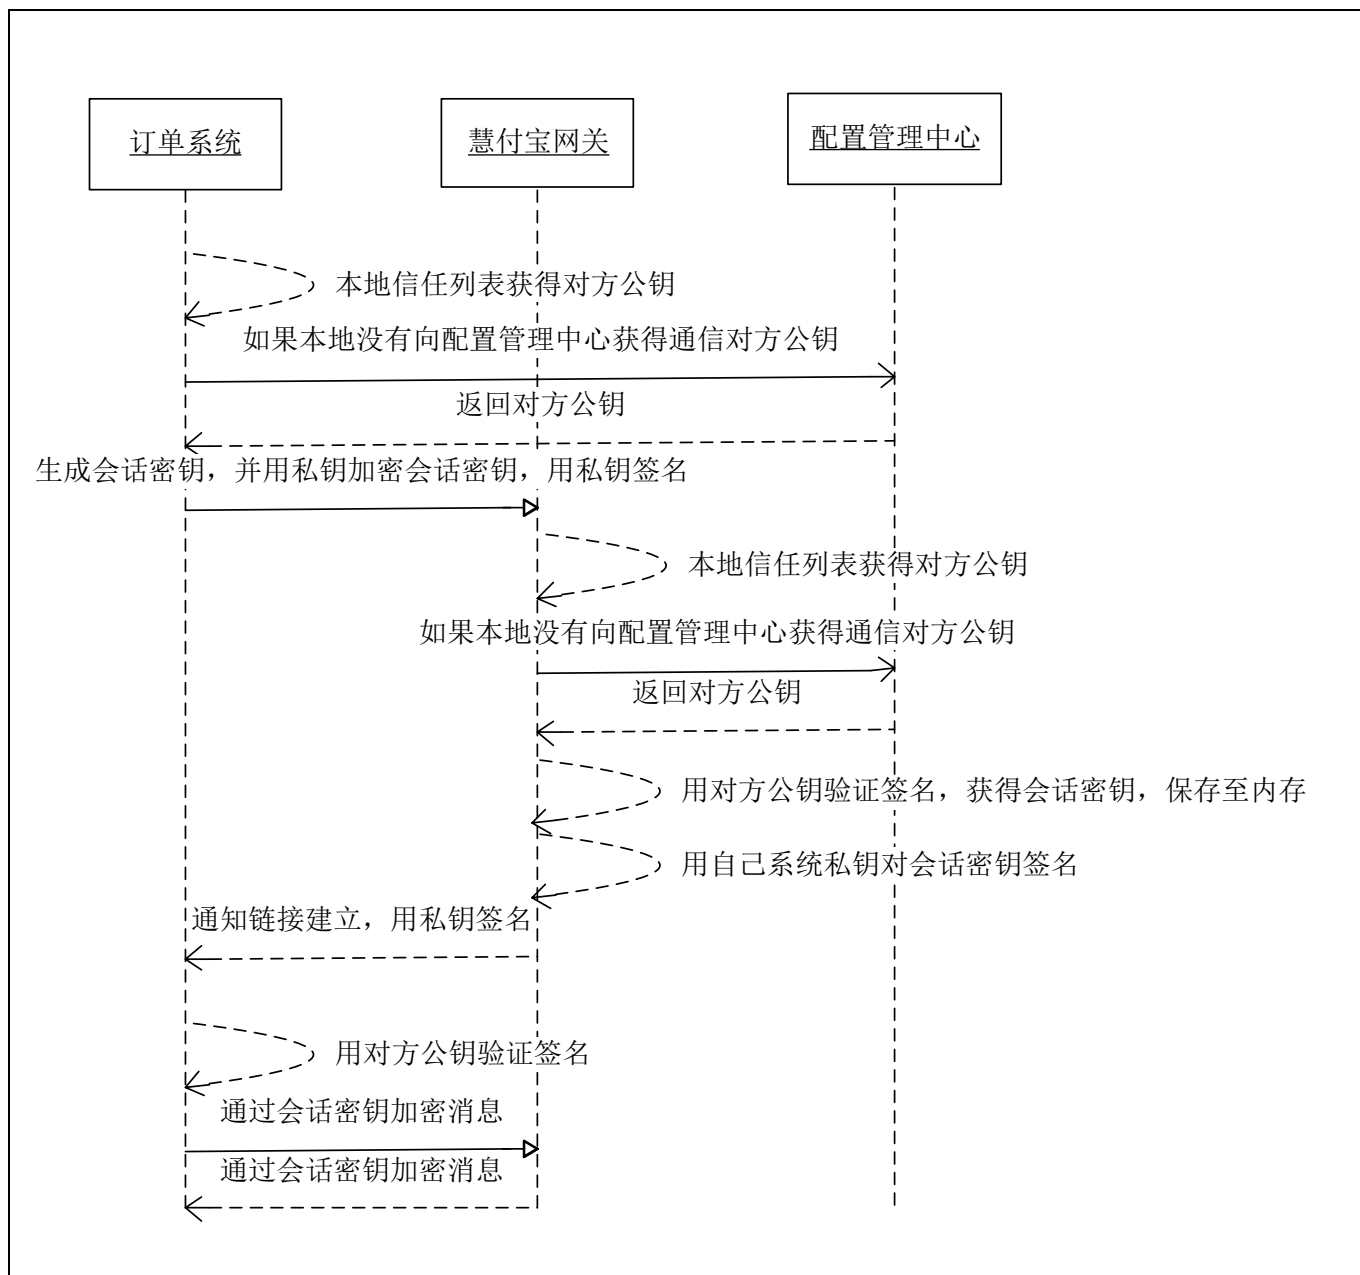 订单系统
慧付宝网关
配置管理中心
本地信任列表获得对方公钥
如果本地没有向配置管理中心获得通信对方公钥
返回对方公钥
生成会话密钥，并用私钥加密会话密钥，用私钥签名
本地信任列表获得对方公钥
如果本地没有向配置管理中心获得通信对方公钥
返回对方公钥
用对方公钥验证签名，获得会话密钥，保存至内存
用自己系统私钥对会话密钥签名
通知链接建立，用私钥签名
用对方公钥验证签名
通过会话密钥加密消息
通过会话密钥加密消息